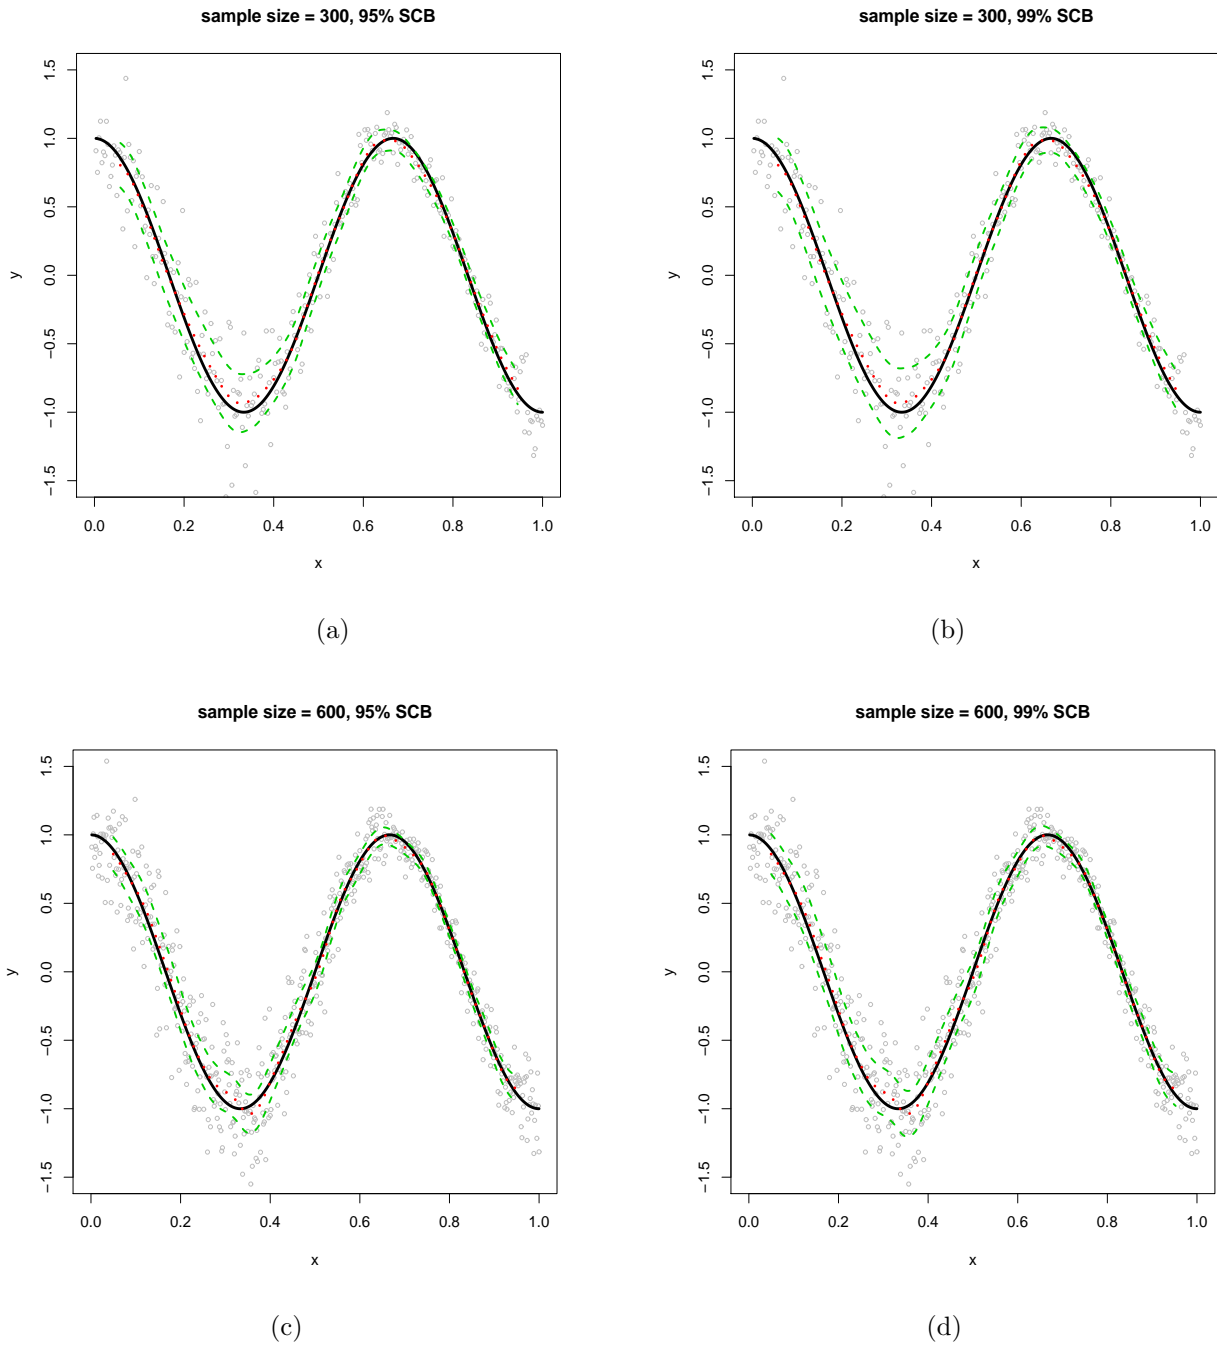 sample size = 300, 95% SCB
1.5
1.0
0.5
0.0
−0.5
−1.0
−1.5
y
0.0 0.2 0.4 0.6 0.8 1.0
x
(a)
sample size = 300, 99% SCB
1.5
1.0
0.5
0.0
−0.5
−1.0
−1.5
y
0.0 0.2 0.4 0.6 0.8 1.0
x
(b)
sample size = 600, 95% SCB
1.5
1.0
0.5
0.0
−0.5
−1.0
−1.5
y
0.0 0.2 0.4 0.6 0.8 1.0
x
(c)
sample size = 600, 99% SCB
1.5
1.0
0.5
0.0
−0.5
−1.0
−1.5
y
0.0 0.2 0.4 0.6 0.8 1.0
x
(d)